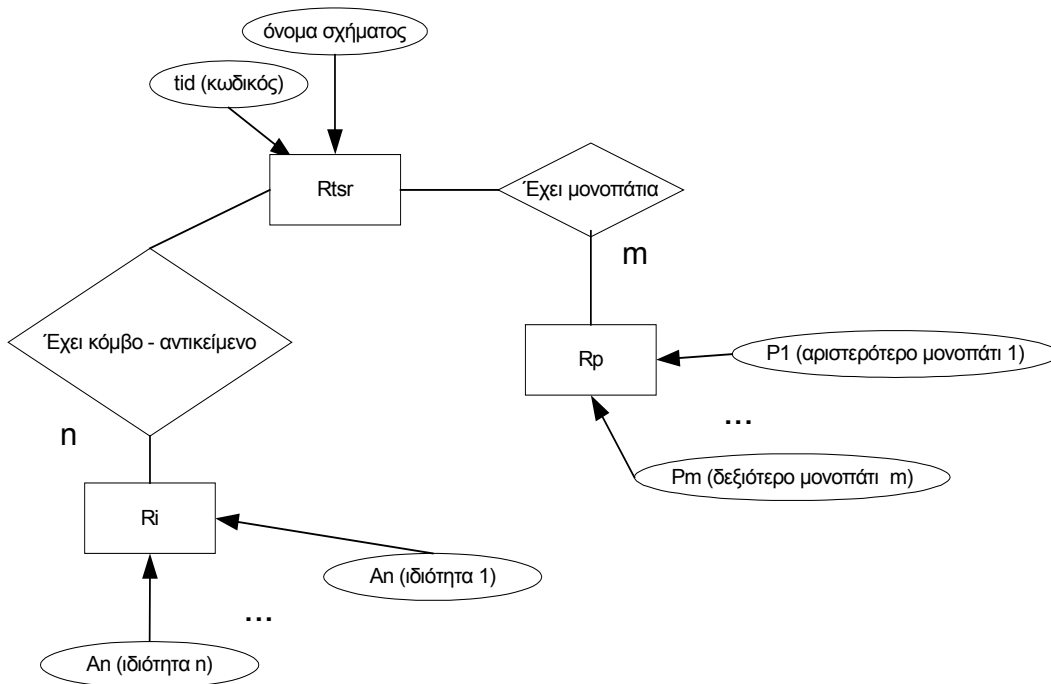 όνομα σχήματος
tid (κωδικός)
Rtsr
Έχει μονοπάτια
m
Έχει κόμβο - αντικείμενο
Rp
P1 (αριστερότερο μονοπάτι 1)
...
n
Pm (δεξιότερο μονοπάτι m)
Ri
An (ιδιότητα 1)
...
An (ιδιότητα n)